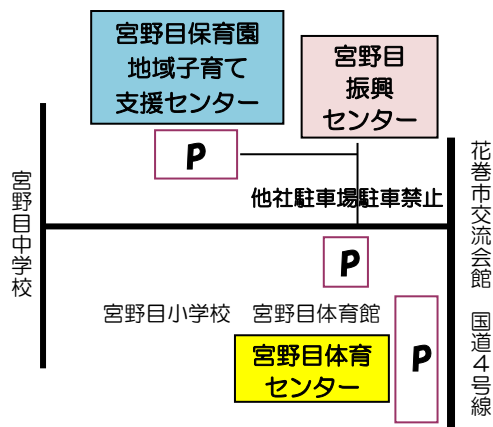 宮野目保育園
地域子育て
支援センター
宮野目
振興
センター
P
他社駐車場駐車禁止
宮野目中学校
花巻市交流会館 国道4号線
P
宮野目小学校 宮野目体育館
宮野目体育
センター
P